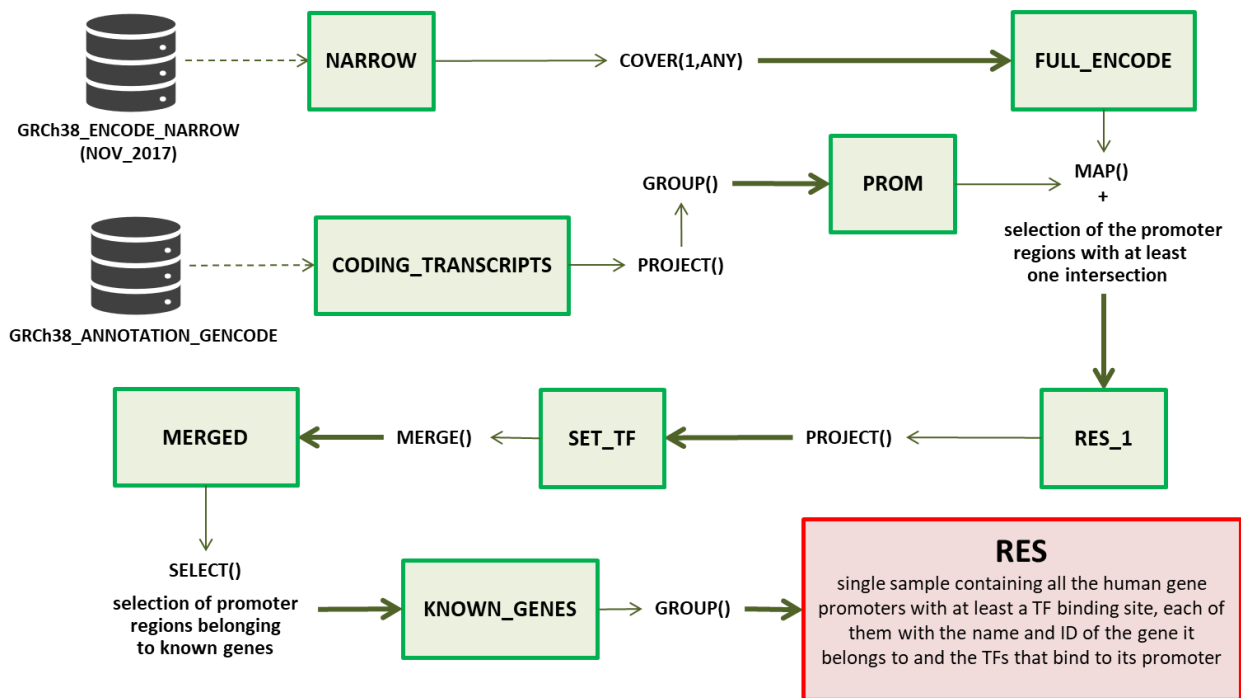 NARROW
COVER(1,ANY)
FULL_ENCODE
GRCh38_ENCODE_NARROW
(NOV_2017)
GROUP()
PROM
MAP()
+
selection of the promoter
regions with at least
one intersection
CODING_TRANSCRIPTS
PROJECT()
GRCh38_ANNOTATION_GENCODE
MERGED
MERGE()
SET_TF
PROJECT()
RES_1
SELECT()
selection of promoter
regions belonging
to known genes
KNOWN_GENES
GROUP()
RES
single sample containing all the human gene
promoters with at least a TF binding site, each of
them with the name and ID of the gene it
belongs to and the TFs that bind to its promoter